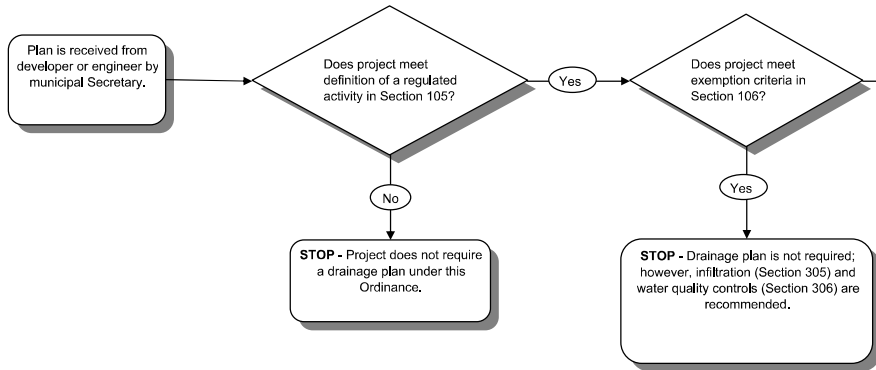 Plan is received from
developer or engineer by
municipal Secretary.
Does project meet
definition of a regulated
activity in Section 105?
Yes
Does project meet
exemption criteria in
Section 106?
No
Yes
STOP - Project does not require
a drainage plan under this
Ordinance.
STOP - Drainage plan is not required;
however, infiltration (Section 305) and
water quality controls (Section 306) are
recommended.